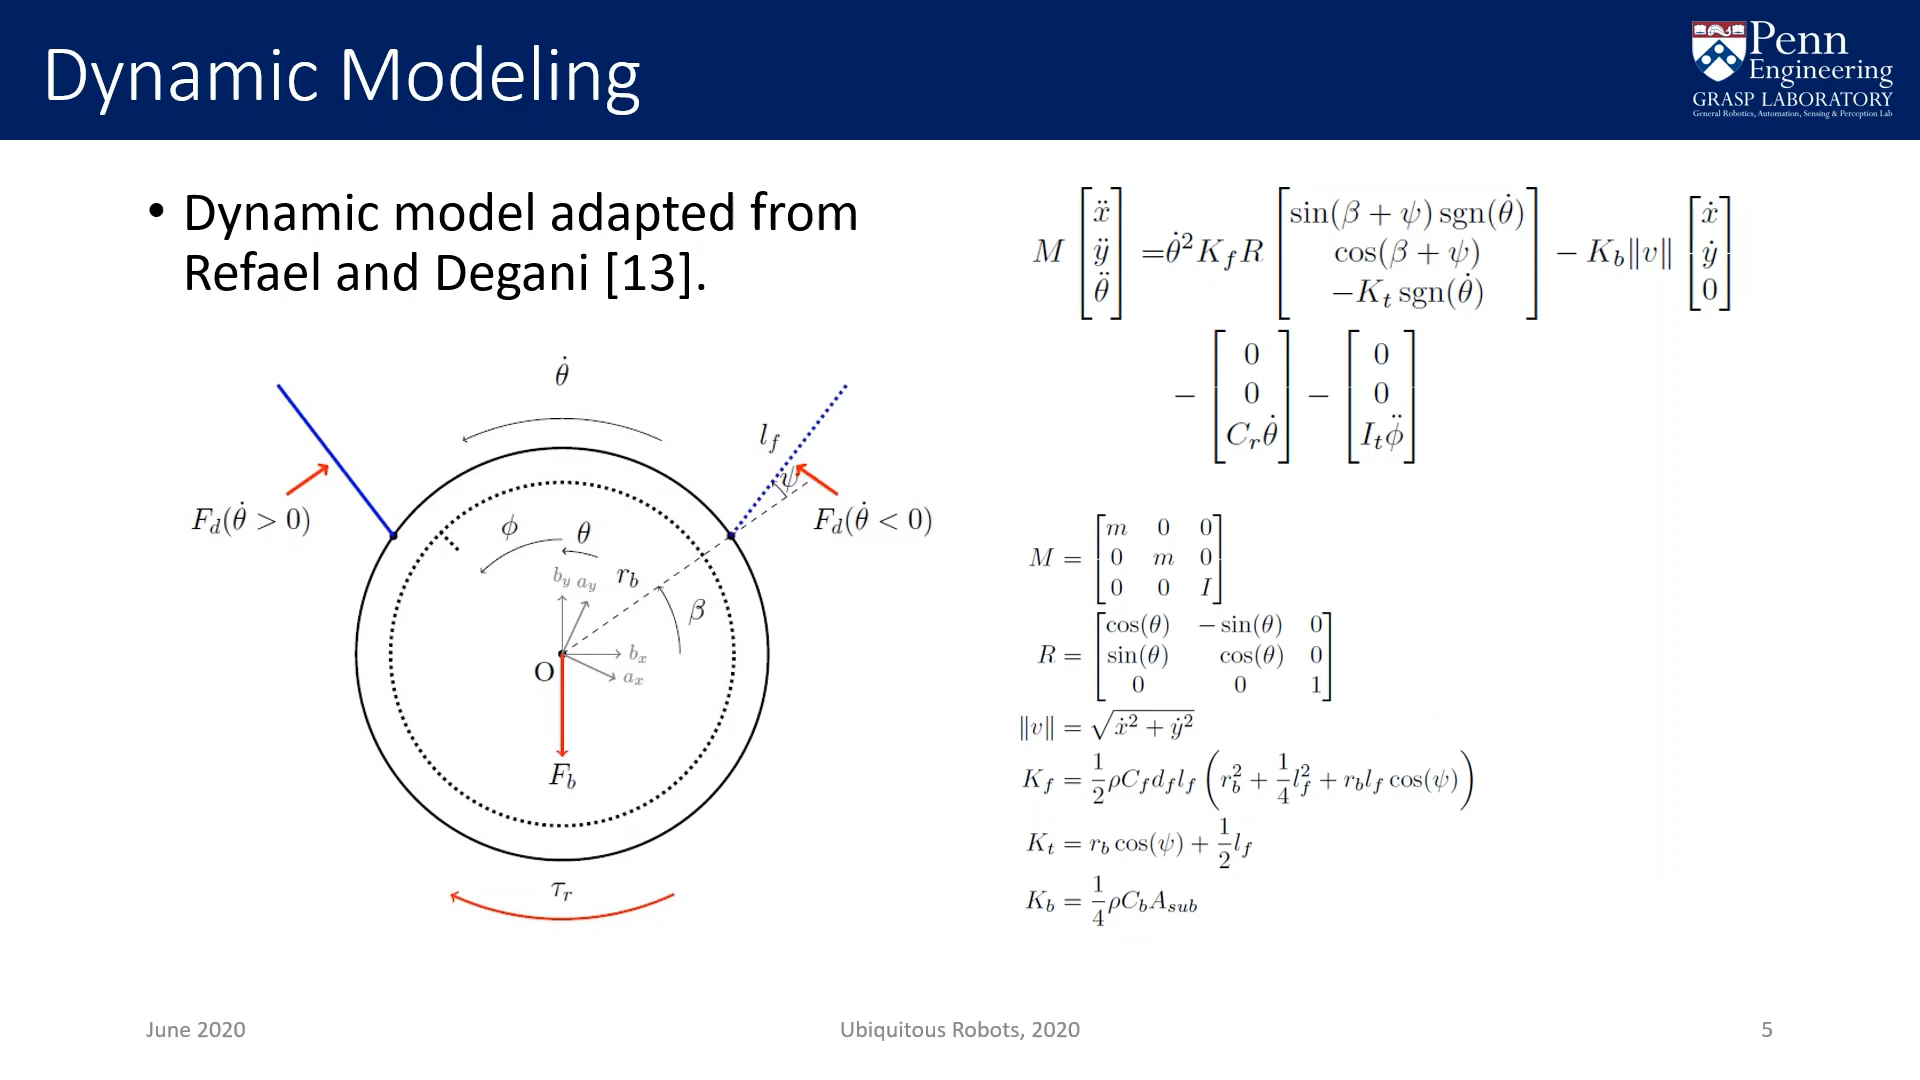 Dynamic Modeling
Penn
Engineering
GRASP LABORATORY
General Robotics, Automation, Sensing & Perception Lab
• Dynamic model adapted from
Refael and Degani [13].
θ̇
l_f
ψ
F_d(θ̇ > 0)
F_d(θ̇ < 0)
ϕ
θ
b_y a_y
r_b
β
O
b_x
a_x
F_b
τ_r
M [ẍ; ÿ; θ̈] = θ̇² K_f R [sin(β + ψ) sgn(θ̇); cos(β + ψ); −K_t sgn(θ̇)] − K_b‖v‖ [ẋ; ẏ; 0]
− [0; 0; C_r θ̇] − [0; 0; I_t ϕ̈]
M = [m 0 0; 0 m 0; 0 0 I]
R = [cos(θ) −sin(θ) 0; sin(θ) cos(θ) 0; 0 0 1]
‖v‖ = √(ẋ² + ẏ²)
K_f = 1/2 ρC_f d_f l_f (r_b² + 1/4 l_f² + r_b l_f cos(ψ))
K_t = r_b cos(ψ) + 1/2 l_f
K_b = 1/4 ρC_b A_sub
June 2020
Ubiquitous Robots, 2020
5